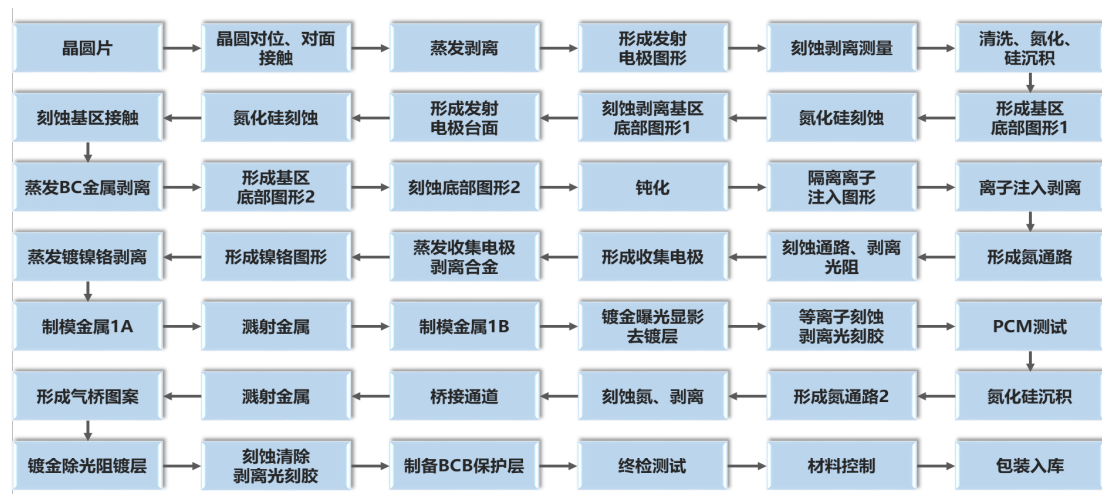 晶圆片
晶圆对位、对面
接触
蒸发剥离
形成发射
电极图形
刻蚀剥离测量
清洗、氮化、
硅沉积
形成基区
底部图形1
氮化硅刻蚀
刻蚀剥离基区
底部图形1
形成发射
电极台面
氮化硅刻蚀
刻蚀基区接触
蒸发BC金属剥离
形成基区
底部图形2
刻蚀底部图形2
钝化
隔离离子
注入图形
离子注入剥离
形成氮通路
刻蚀通路、剥离
光阻
形成收集电极
蒸发收集电极
剥离合金
形成镍铬图形
蒸发镀镍铬剥离
制模金属1A
溅射金属
制模金属1B
镀金曝光显影
去镀层
等离子刻蚀
剥离光刻胶
PCM测试
氮化硅沉积
形成氮通路2
刻蚀氮、剥离
桥接通道
溅射金属
形成气桥图案
镀金除光阻镀层
刻蚀清除
剥离光刻胶
制备BCB保护层
终检测试
材料控制
包装入库